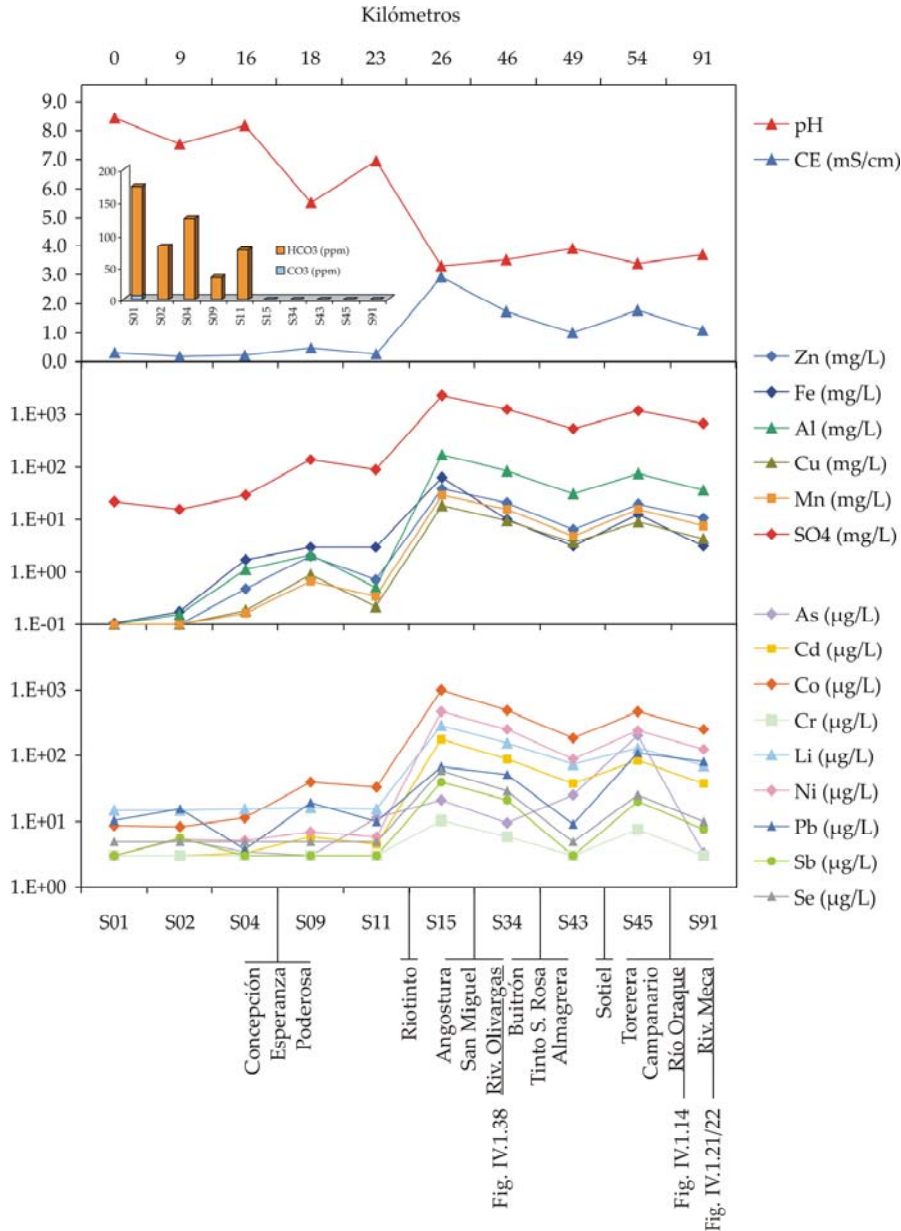 Kilómetros
0 9 16 18 23 26 46 49 54 91
9.0
8.0
7.0
6.0
5.0
4.0
3.0
2.0
1.0
0.0
200
150
100
50
0
HCO3 (ppm)
CO3 (ppm)
S01 S02 S04 S09 S11 S15 S34 S43 S45 S91
pH
CE (mS/cm)
1.E+03
1.E+02
1.E+01
1.E+00
1.E-01
Zn (mg/L)
Fe (mg/L)
Al (mg/L)
Cu (mg/L)
Mn (mg/L)
SO4 (mg/L)
1.E+03
1.E+02
1.E+01
1.E+00
As (µg/L)
Cd (µg/L)
Co (µg/L)
Cr (µg/L)
Li (µg/L)
Ni (µg/L)
Pb (µg/L)
Sb (µg/L)
Se (µg/L)
S01 S02 S04 S09 S11 S15 S34 S43 S45 S91
Concepción
Esperanza
Poderosa
Riotinto
Angostura
San Miguel
Riv. Olivargas
Fig. IV.1.38
Buitrón
Tinto S. Rosa
Almagrera
Sotiel
Torerera
Campanario
Río Oraque
Fig. IV.1.14
Riv. Meca
Fig. IV.1.21/22